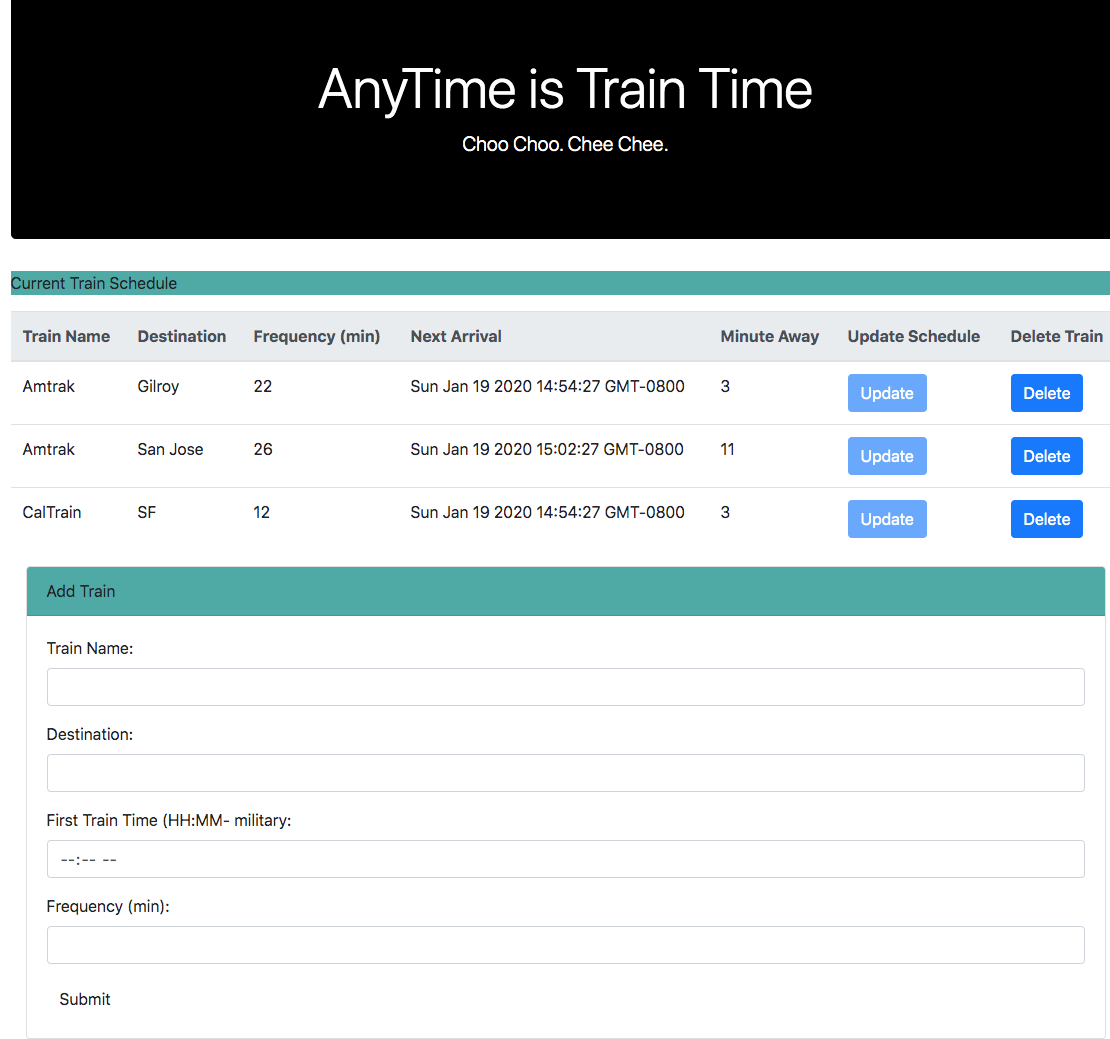 AnyTime is Train Time
Choo Choo. Chee Chee.
Current Train Schedule
Train Name Destination Frequency (min) Next Arrival Minute Away Update Schedule Delete Train
Amtrak Gilroy 22 Sun Jan 19 2020 14:54:27 GMT-0800 3 Update Delete
Amtrak San Jose 26 Sun Jan 19 2020 15:02:27 GMT-0800 11 Update Delete
CalTrain SF 12 Sun Jan 19 2020 14:54:27 GMT-0800 3 Update Delete
Add Train
Train Name:
Destination:
First Train Time (HH:MM- military:
--:-- --
Frequency (min):
Submit